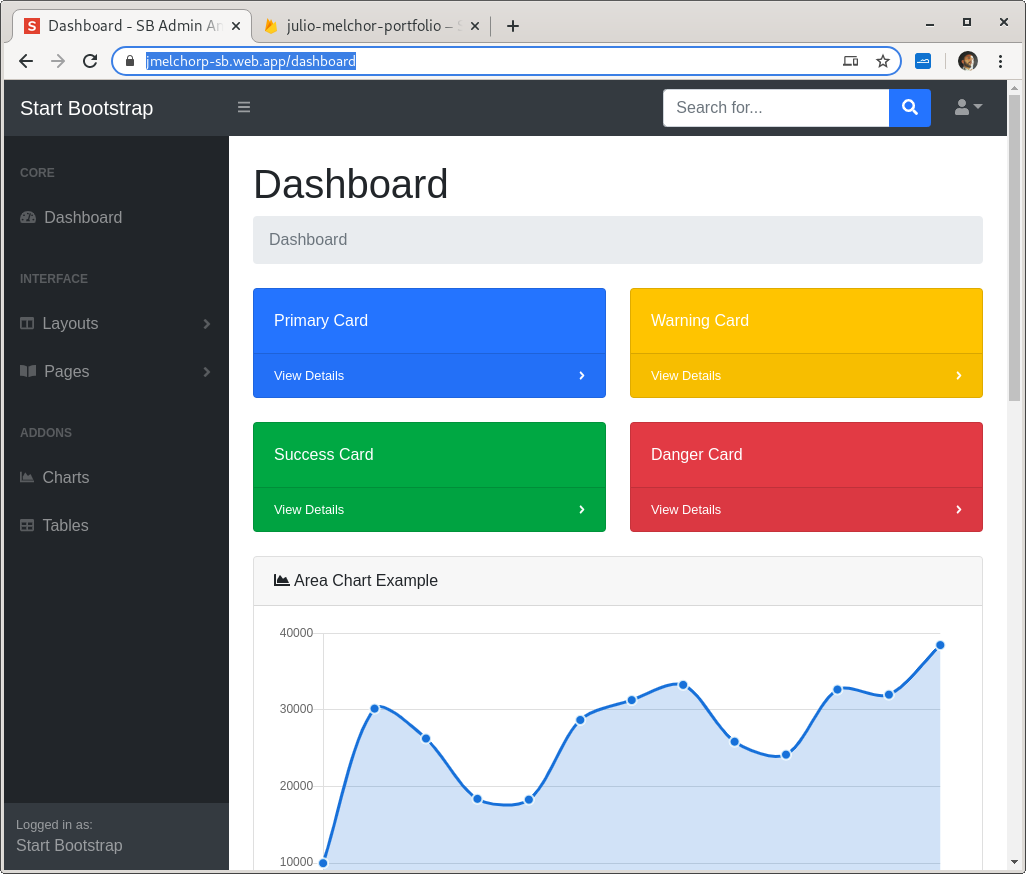 S Dashboard - SB Admin An
julio-melchor-portfolio –
jmelchorp-sb.web.app/dashboard
Start Bootstrap
Search for...
CORE
Dashboard
INTERFACE
Layouts
Pages
ADDONS
Charts
Tables
Logged in as:
Start Bootstrap
Dashboard
Dashboard
Primary Card
View Details
Warning Card
View Details
Success Card
View Details
Danger Card
View Details
Area Chart Example
40000
30000
20000
10000